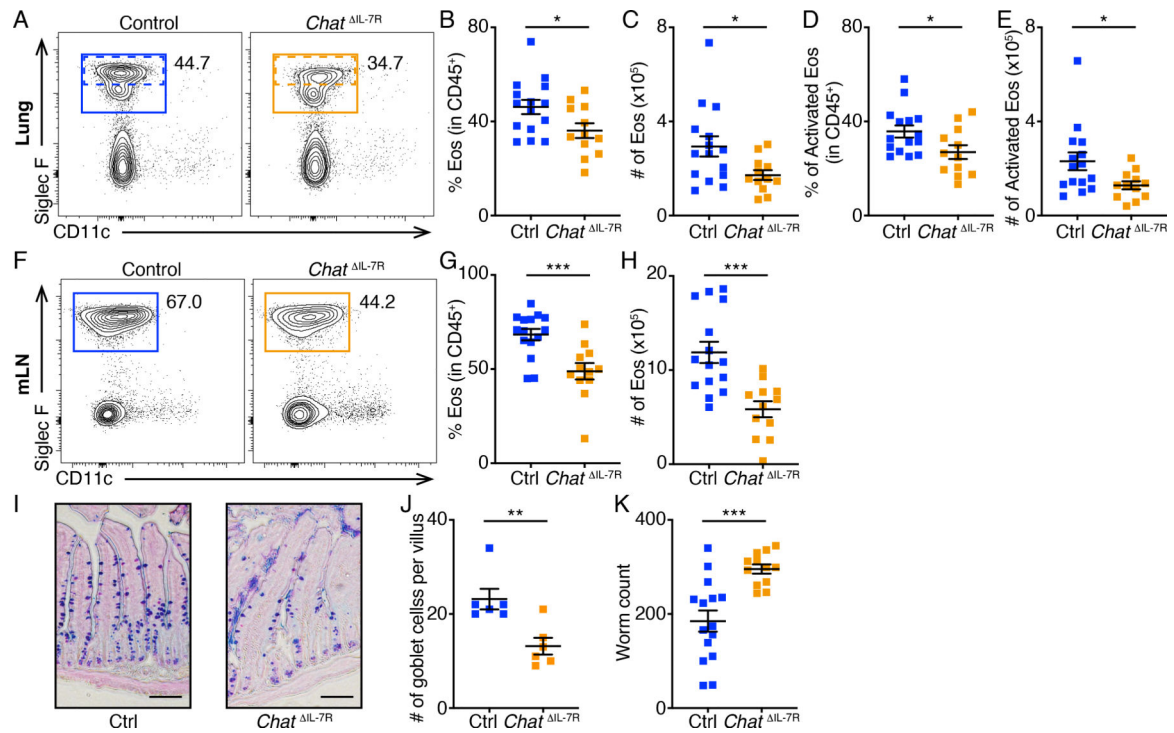 A
Control
Chat ΔIL-7R
44.7
34.7
Lung
Siglec F
CD11c
B
80
40
0
% Eos (in CD45+)
*
Ctrl Chat ΔIL-7R
C
8
4
0
# of Eos (x10⁵)
*
Ctrl Chat ΔIL-7R
D
80
40
0
% of Activated Eos
(in CD45+)
*
Ctrl Chat ΔIL-7R
E
8
4
0
# of Activated Eos (x10⁵)
*
Ctrl Chat ΔIL-7R
F
Control
Chat ΔIL-7R
67.0
44.2
mLN
Siglec F
CD11c
G
100
50
0
% Eos (in CD45+)
***
Ctrl Chat ΔIL-7R
H
20
10
0
# of Eos (x10⁵)
***
Ctrl Chat ΔIL-7R
I
Ctrl
Chat ΔIL-7R
J
40
20
0
# of goblet cellss per villus
**
Ctrl Chat ΔIL-7R
K
400
200
0
Worm count
***
Ctrl Chat ΔIL-7R